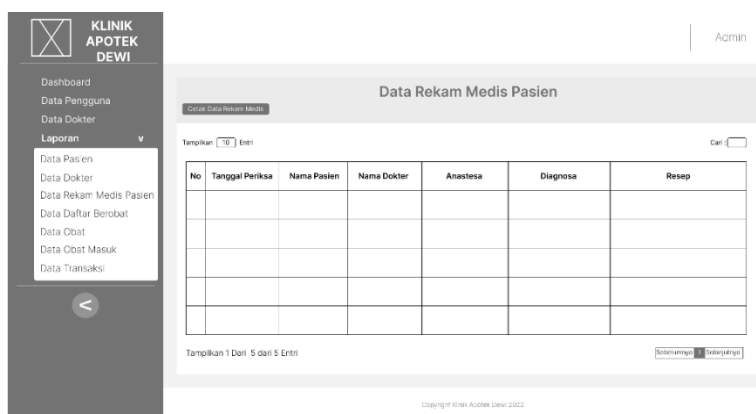 KLINIK
APOTEK
DEWI
Admin
Dashboard
Data Pengguna
Data Dokter
Laporan v
Data Pasien
Data Dokter
Data Rekam Medis Pasien
Data Daftar Berobat
Data Obat
Data Obat Masuk
Data Transaksi
<
Data Rekam Medis Pasien
Cetak Data Rekam Medis
Tampilkan 10 Entri
Cari :
No Tanggal Periksa Nama Pasien Nama Dokter Anastesa Diagnosa Resep
Tampilkan 1 Dari 5 dari 5 Entri
Sebelumnya 1 Selanjutnya
Copyright Klinik Apotek Dewi 2022